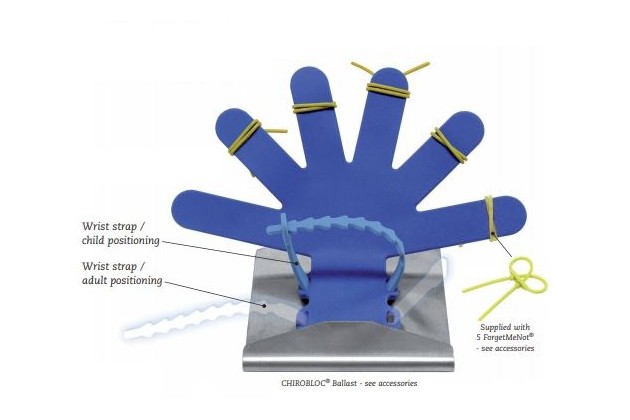 Wrist strap /
child positioning
Wrist strap /
adult positioning
Supplied with
5 ForgetMeNot®
- see accessories
CHIROBLOC® Ballast - see accessories